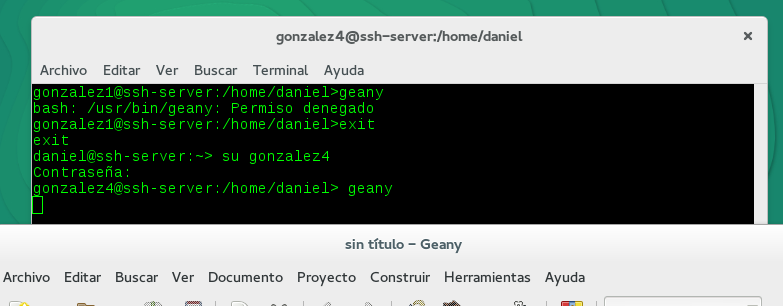 gonzalez4@ssh-server:/home/daniel
Archivo Editar Ver Buscar Terminal Ayuda
gonzalez1@ssh-server:/home/daniel>geany
bash: /usr/bin/geany: Permiso denegado
gonzalez1@ssh-server:/home/daniel>exit
exit
daniel@ssh-server:~> su gonzalez4
Contraseña:
gonzalez4@ssh-server:/home/daniel> geany
sin título - Geany
Archivo Editar Buscar Ver Documento Proyecto Construir Herramientas Ayuda